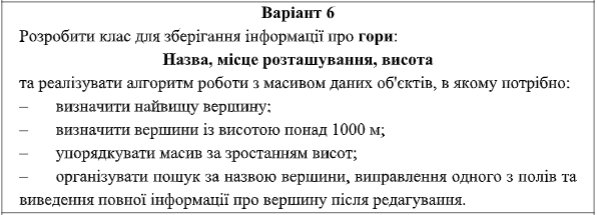 Варіант 6
Розробити клас для зберігання інформації про гори:
Назва, місце розташування, висота
та реалізувати алгоритм роботи з масивом даних об'єктів, в якому потрібно:
– визначити найвищу вершину;
– визначити вершини із висотою понад 1000 м;
– упорядкувати масив за зростанням висот;
– організувати пошук за назвою вершини, виправлення одного з полів та
виведення повної інформації про вершину після редагування.